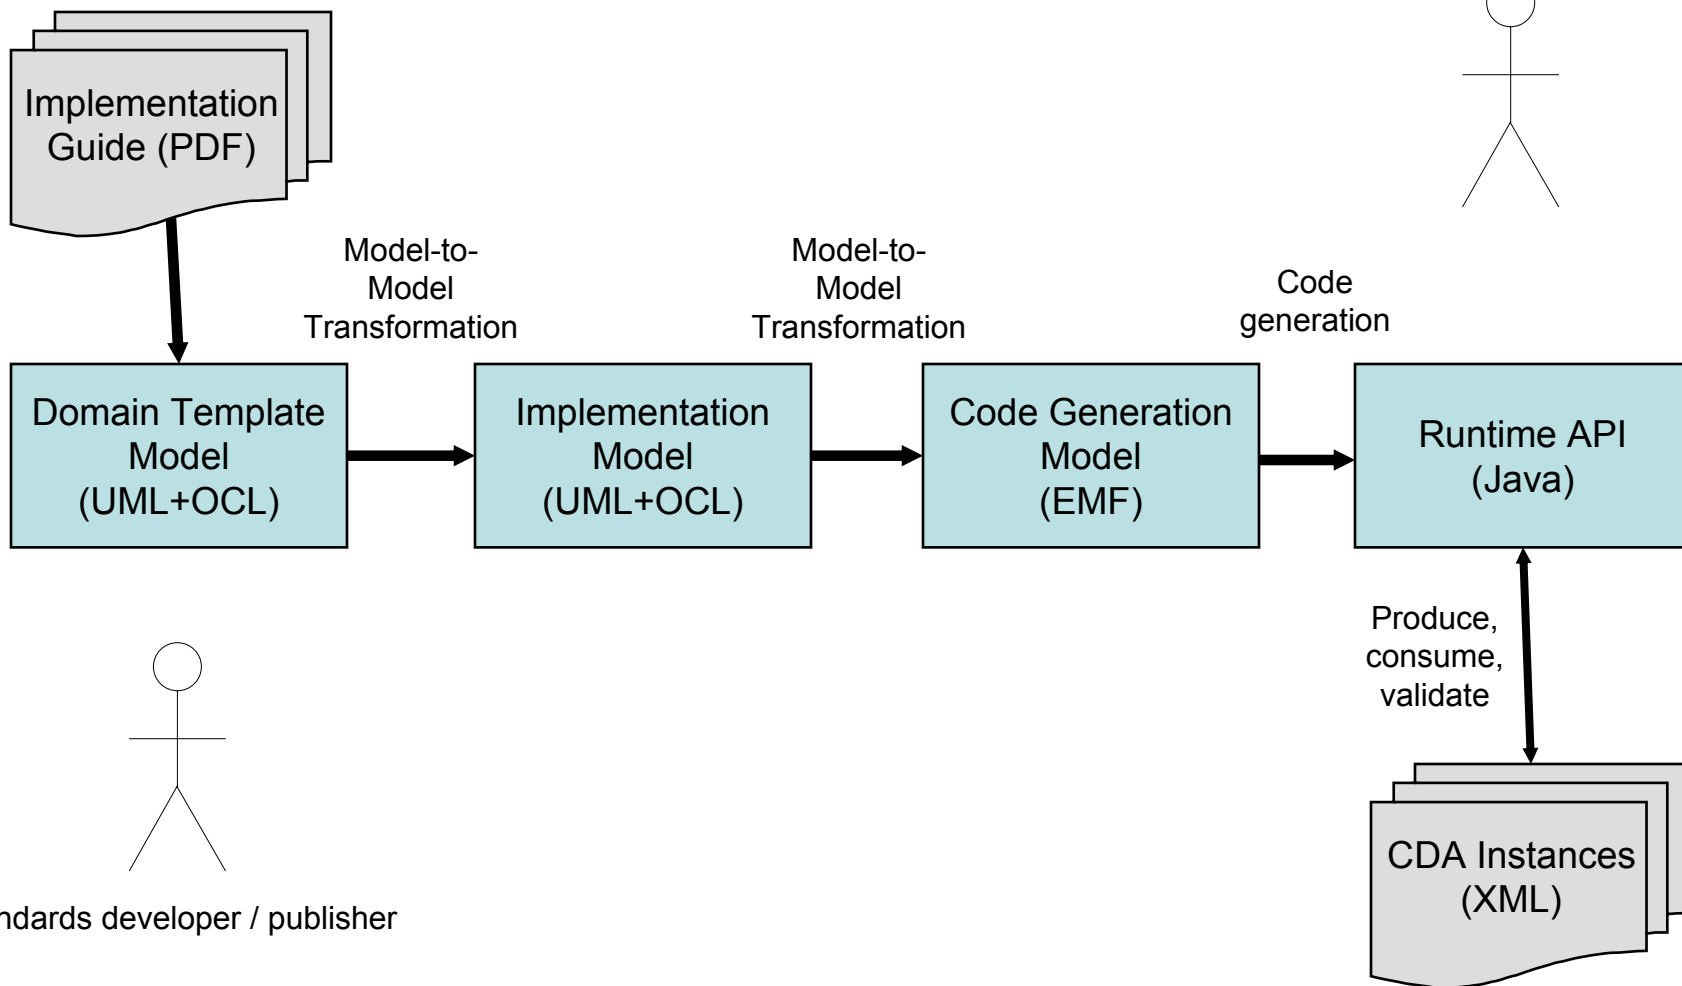 Implementation
Guide (PDF)
Model-to-
Model
Transformation
Model-to-
Model
Transformation
Code
generation
Domain Template
Model
(UML+OCL)
Implementation
Model
(UML+OCL)
Code Generation
Model
(EMF)
Runtime API
(Java)
Produce,
consume,
validate
CDA Instances
(XML)
ndards developer / publisher